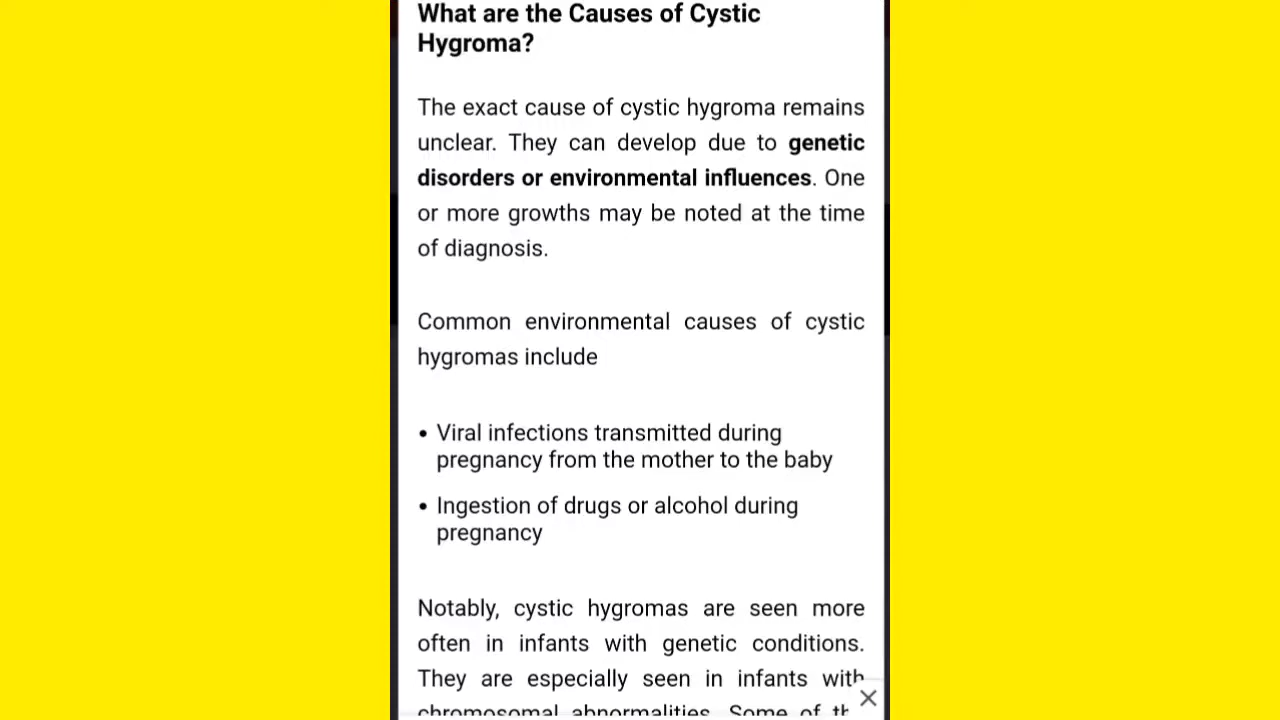 What are the Causes of Cystic
Hygroma?
The exact cause of cystic hygroma remains
unclear. They can develop due to genetic
disorders or environmental influences. One
or more growths may be noted at the time
of diagnosis.
Common environmental causes of cystic
hygromas include
• Viral infections transmitted during
pregnancy from the mother to the baby
• Ingestion of drugs or alcohol during
pregnancy
Notably, cystic hygromas are seen more
often in infants with genetic conditions.
They are especially seen in infants with
chromosomal abnormalities. Some of